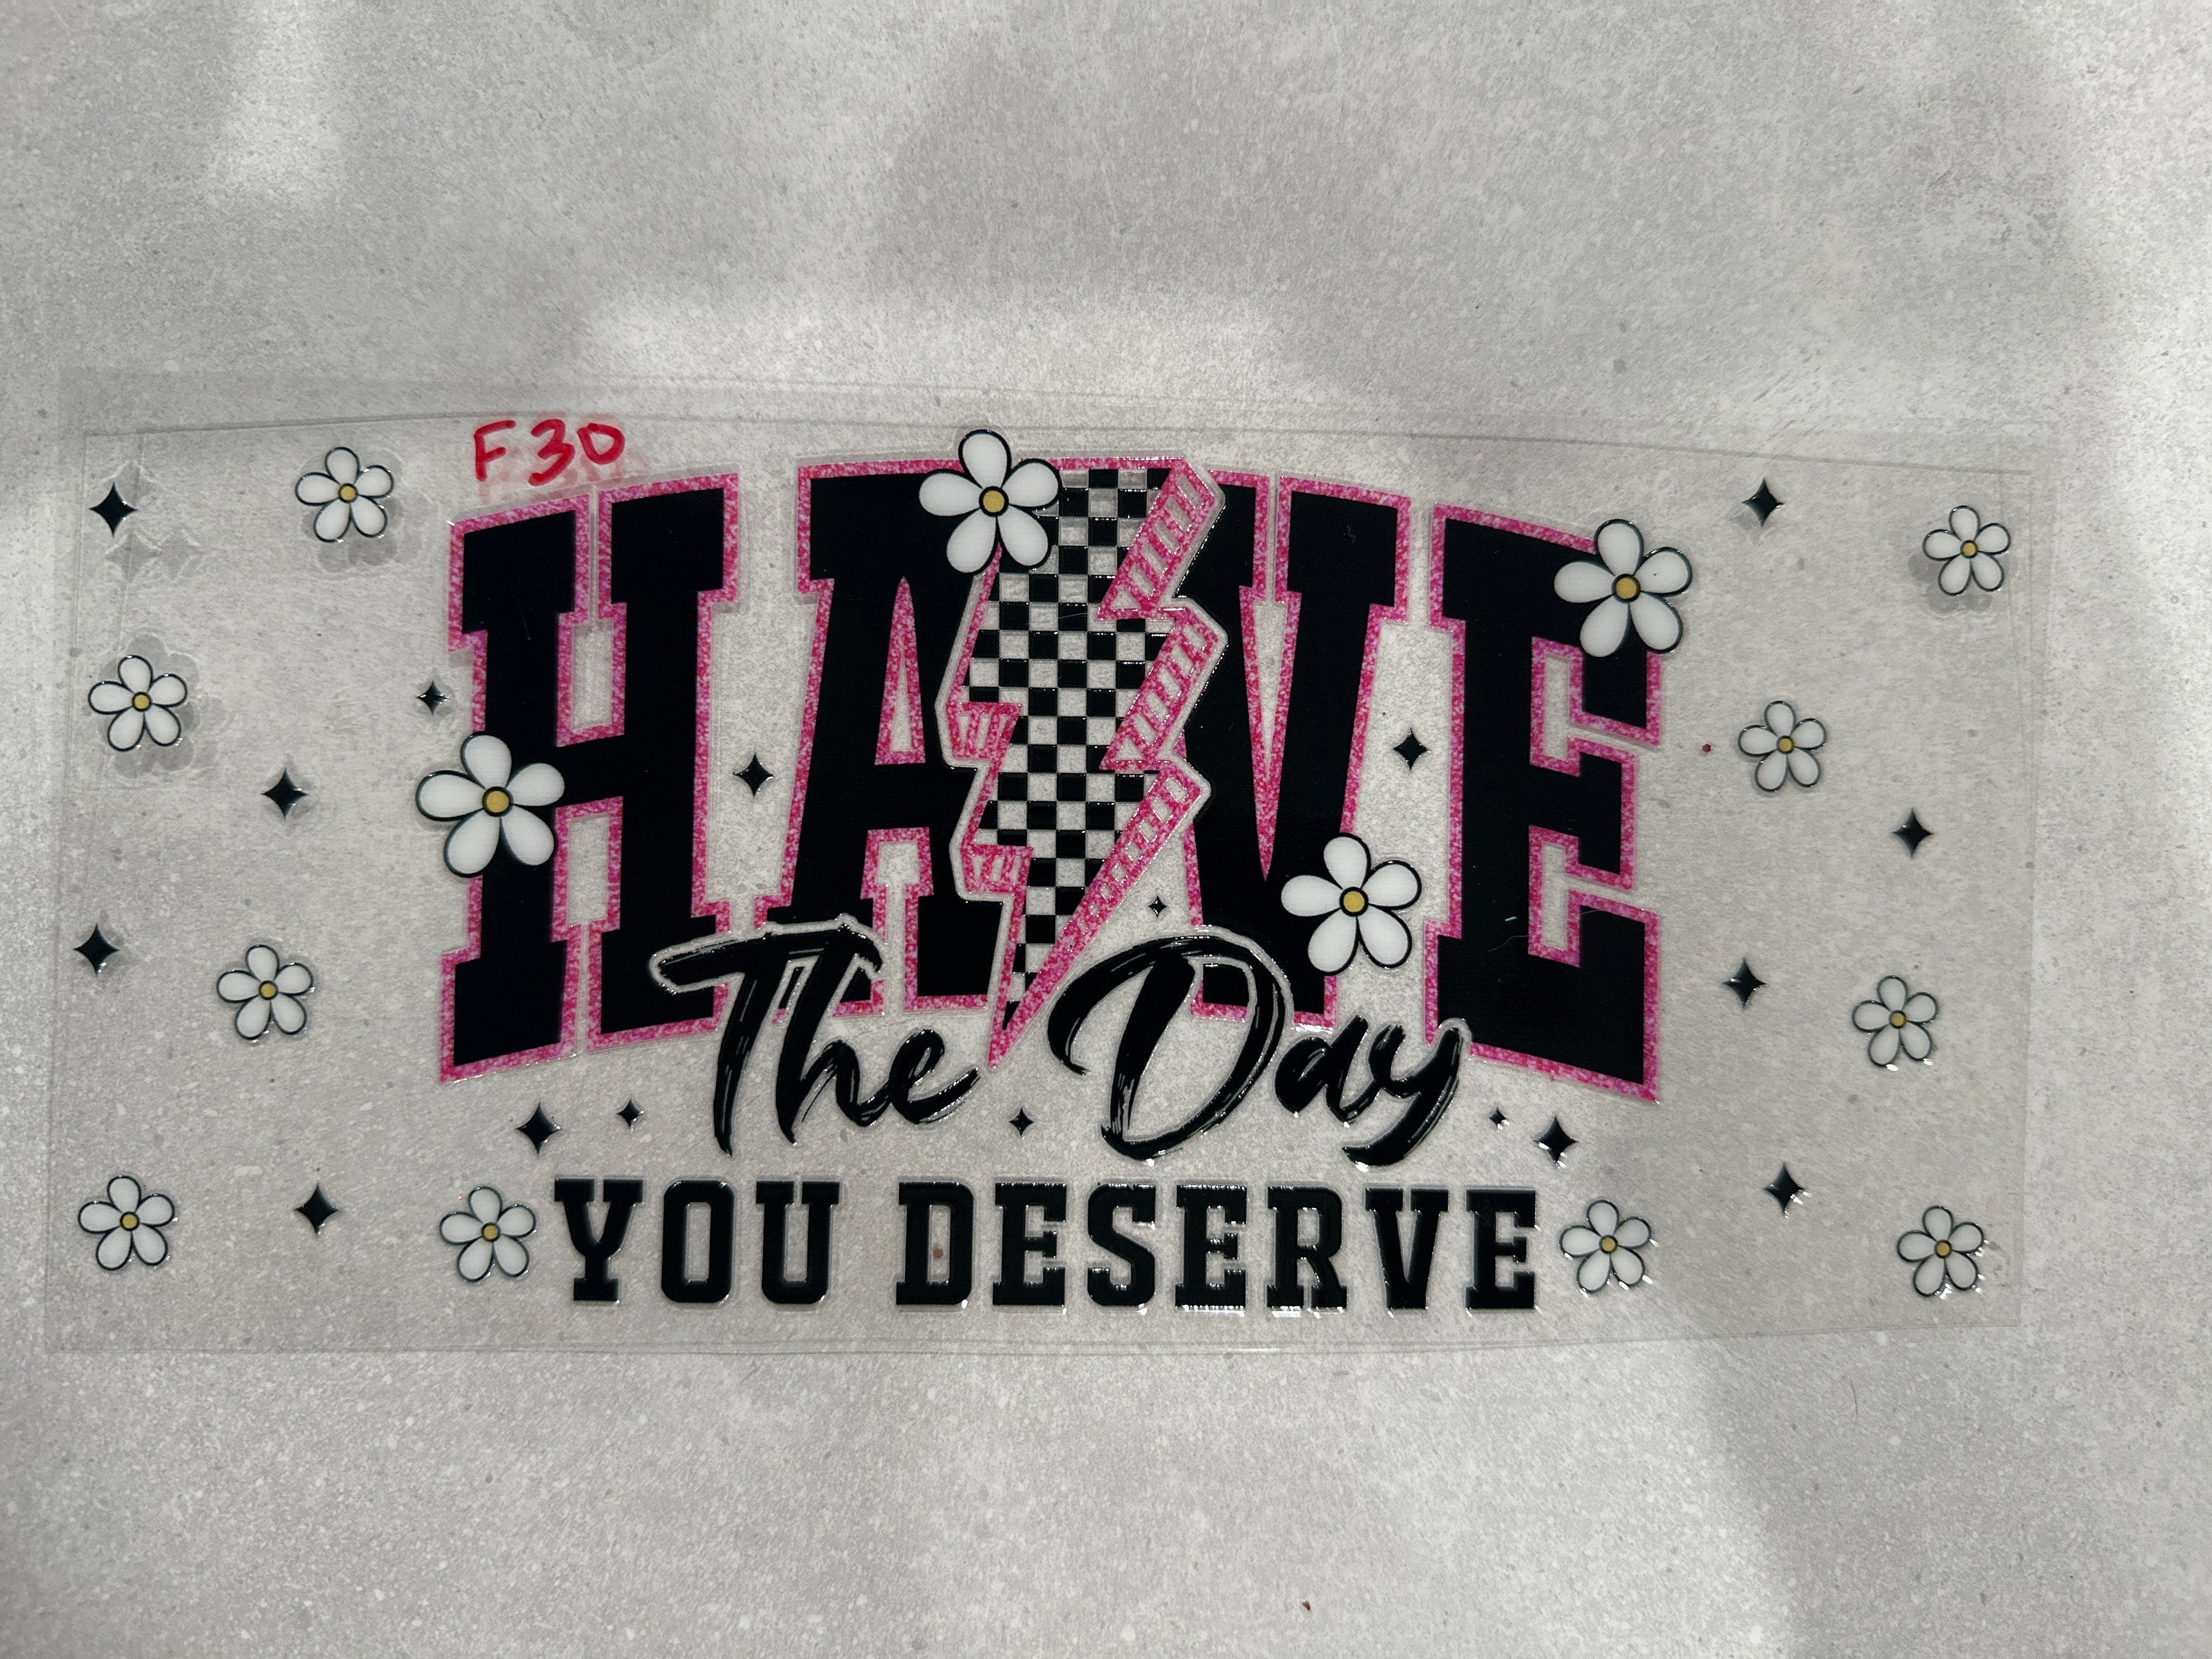 F30
HAVE
The Day
YOU DESERVE